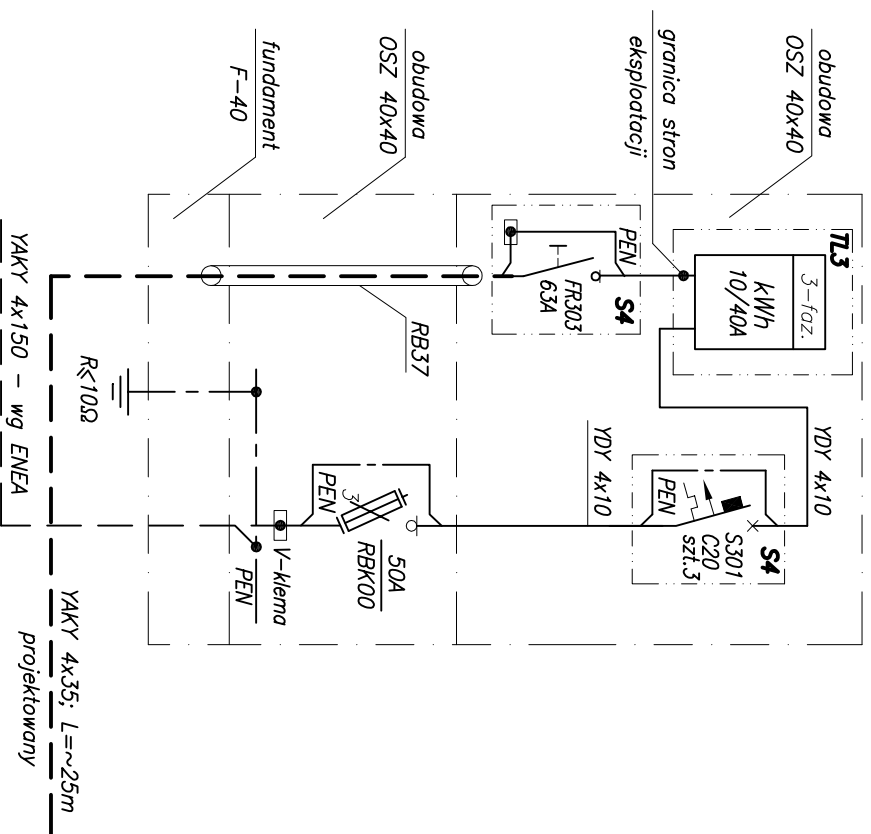 obudowa
OSZ 40x40
granica stron
eksploatacji
obudowa
OSZ 40x40
fundament
F-40
TL3
3-faz.
kWh
10/40A
PEN
S4
FR303
63A
RB37
YDY 4x10
S4
S301
C20
szt.3
PEN
YDY 4x10
50A
RBK00
3
PEN
V-klema
PEN
R≤10Ω
YAKY 4x150 - wg ENEA
YAKY 4x35; L=~25m
projektowany